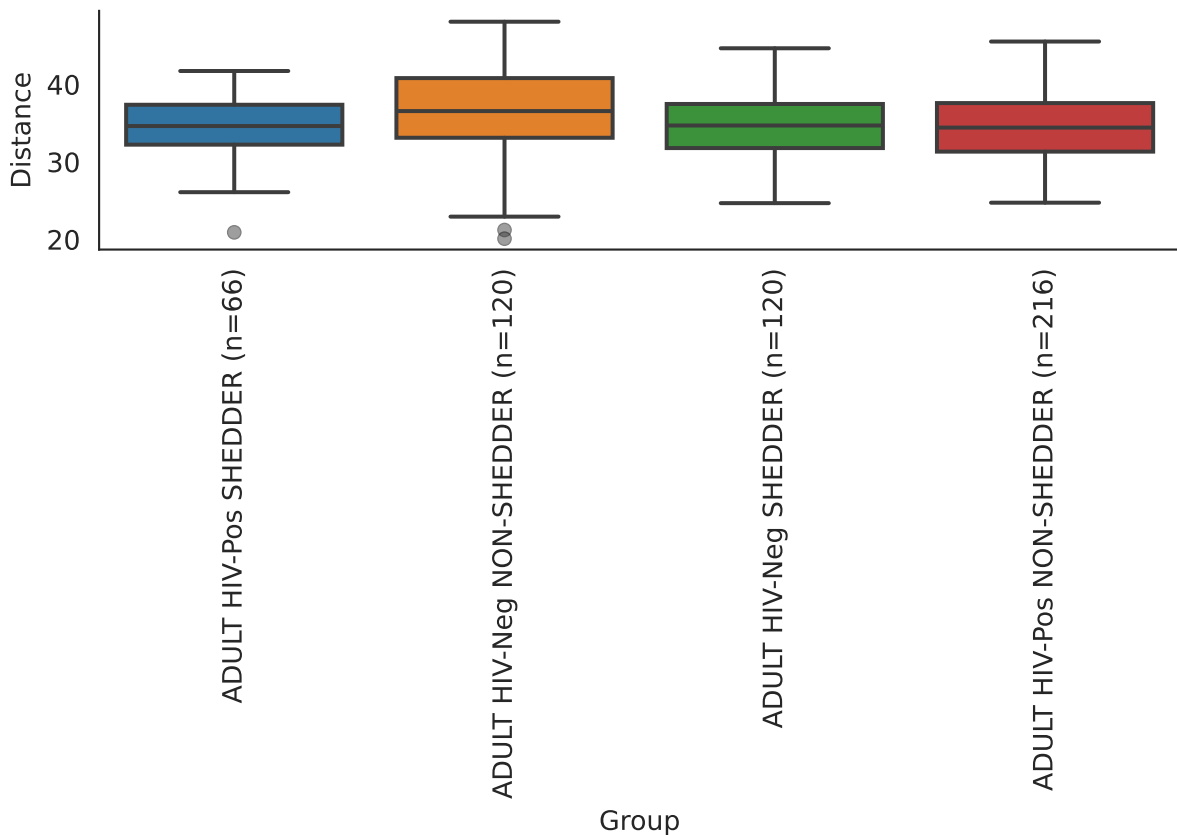 Distance
40
30
20
ADULT HIV-Pos SHEDDER (n=66)
ADULT HIV-Neg NON-SHEDDER (n=120)
ADULT HIV-Neg SHEDDER (n=120)
ADULT HIV-Pos NON-SHEDDER (n=216)
Group